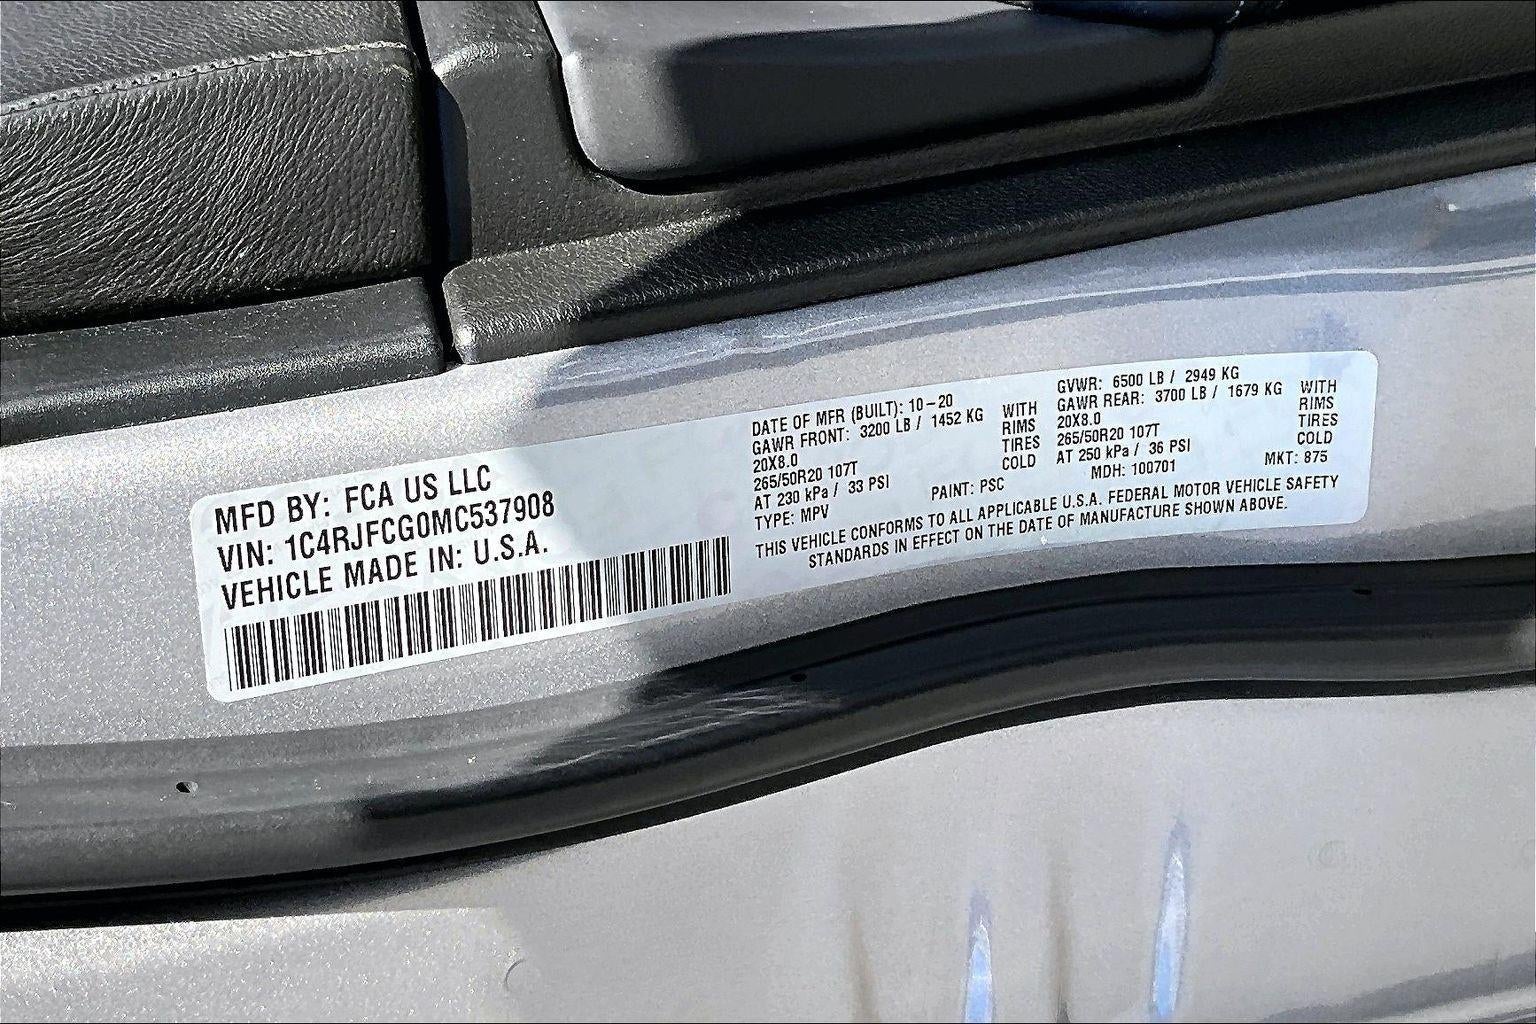 MFD BY: FCA US LLC
VIN: 1C4RJFCG0MC537908
VEHICLE MADE IN: U.S.A.
DATE OF MFR (BUILT): 10-20
GAWR FRONT: 3200 LB / 1452 KG WITH
20X8.0 RIMS
265/50R20 107T TIRES
AT 230 kPa / 33 PSI COLD
TYPE: MPV PAINT: PSC
GVWR: 6500 LB / 2949 KG
GAWR REAR: 3700 LB / 1679 KG WITH
20X8.0 RIMS
265/50R20 107T TIRES
AT 250 kPa / 36 PSI COLD
MDH: 100701 MKT: 875
THIS VEHICLE CONFORMS TO ALL APPLICABLE U.S.A. FEDERAL MOTOR VEHICLE SAFETY
STANDARDS IN EFFECT ON THE DATE OF MANUFACTURE SHOWN ABOVE.